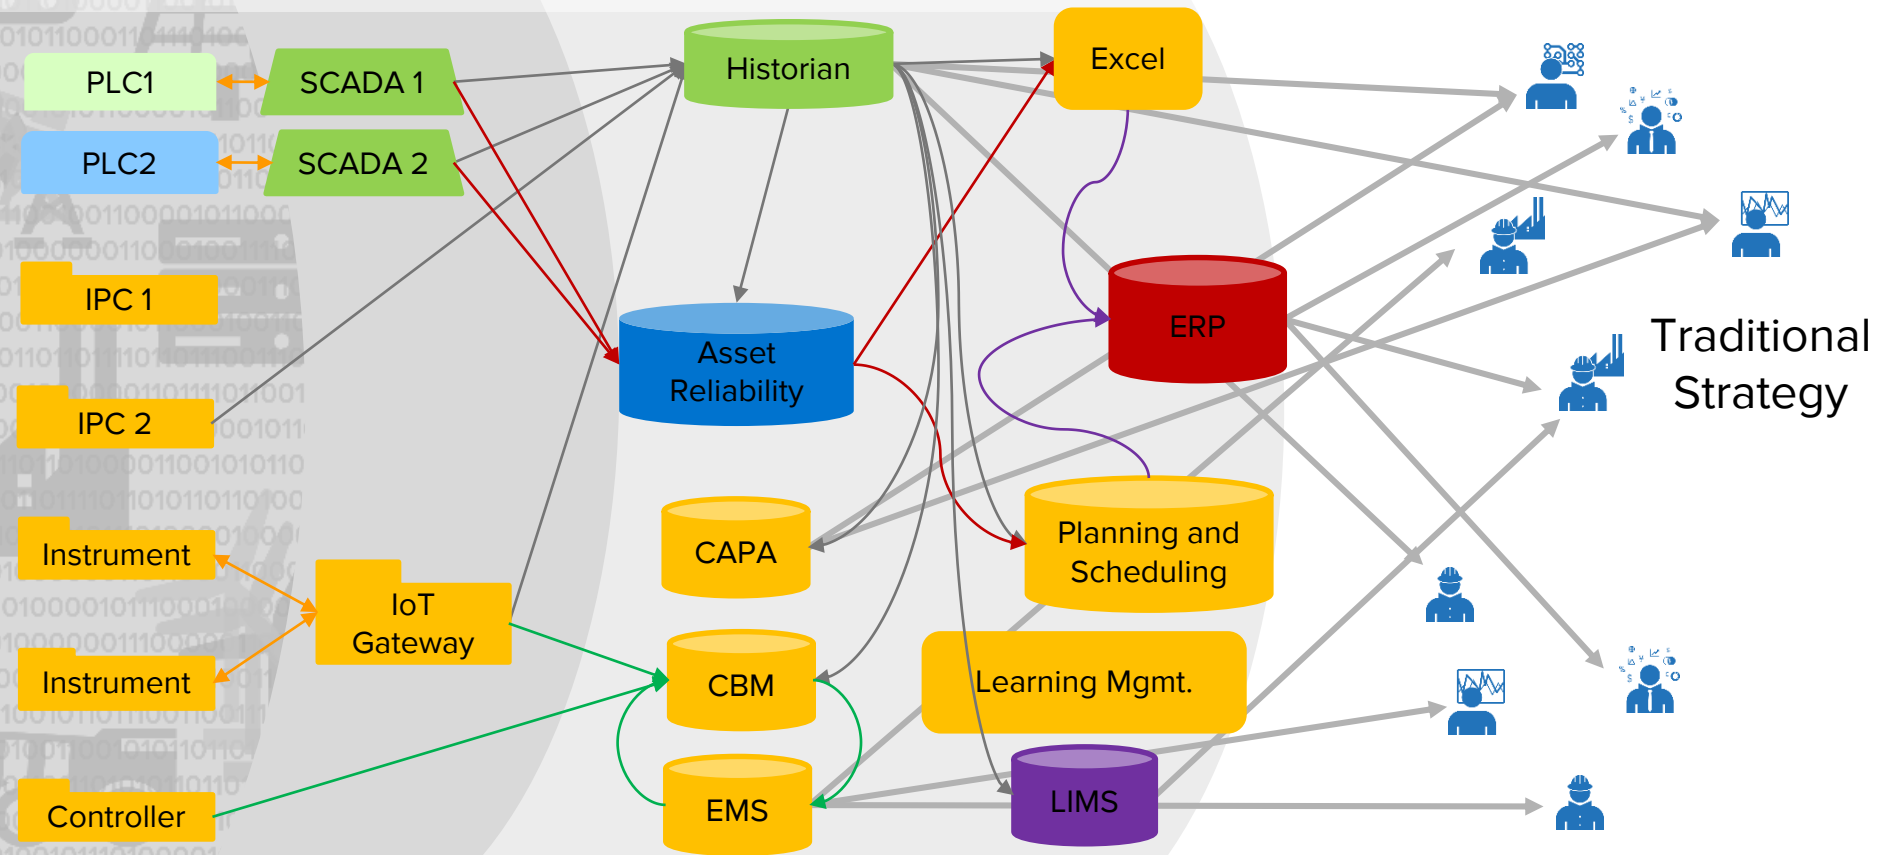 PLC1
SCADA 1
Historian
Excel
PLC2
SCADA 2
IPC 1
ERP
Traditional
Strategy
Asset
Reliability
IPC 2
Instrument
CAPA
Planning and
Scheduling
IoT
Gateway
Instrument
CBM
Learning Mgmt.
Controller
EMS
LIMS